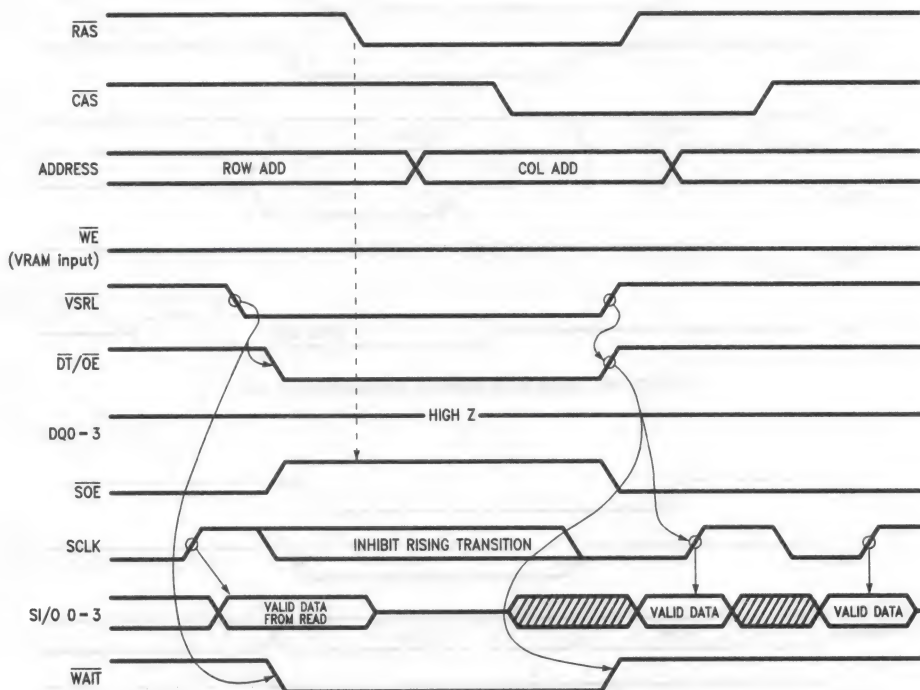 RAS
CAS
ADDRESS ROW ADD COL ADD
WE
(VRAM input)
VSRL
DT/OE
HIGH Z
DQ0-3
SOE
SCLK INHIBIT RISING TRANSITION
SI/O 0-3 VALID DATA FROM READ VALID DATA VALID DATA
WAIT